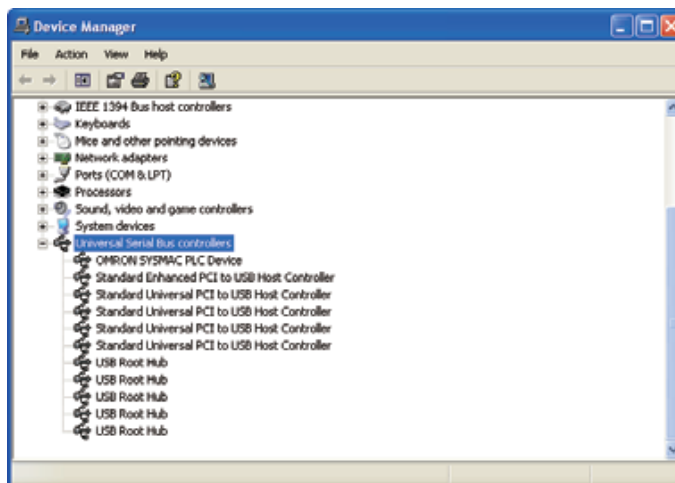 Device Manager
File Action View Help
IEEE 1394 Bus host controllers
Keyboards
Mice and other pointing devices
Network adapters
Ports (COM & LPT)
Processors
Sound, video and game controllers
System devices
Universal Serial Bus controllers
OMRON SYSMAC PLC Device
Standard Enhanced PCI to USB Host Controller
Standard Universal PCI to USB Host Controller
Standard Universal PCI to USB Host Controller
Standard Universal PCI to USB Host Controller
Standard Universal PCI to USB Host Controller
USB Root Hub
USB Root Hub
USB Root Hub
USB Root Hub
USB Root Hub